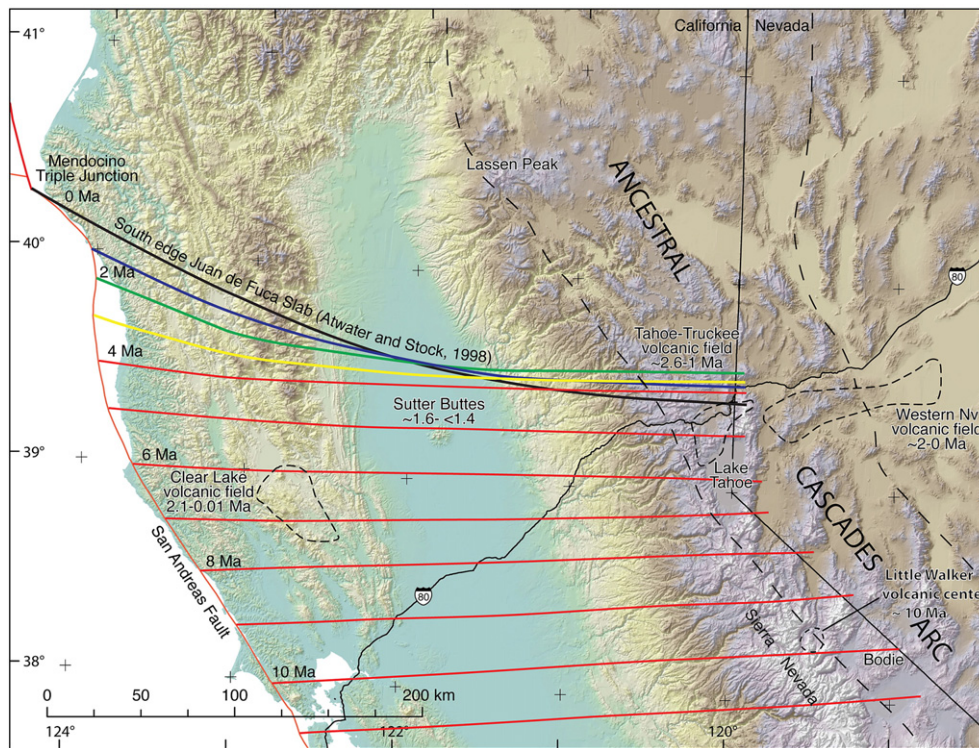 41°
California
Nevada
Lassen Peak
Mendocino
Triple Junction
0 Ma
ANCESTRAL
40°
South edge Juan de Fuca Slab (Atwater and Stock, 1998)
80
2 Ma
Tahoe-Truckee
volcanic field
~2.6-1 Ma
4 Ma
Sutter Buttes
~1.6- <1.4
Western Nv
volcanic field
~2-0 Ma
39°
6 Ma
Clear Lake
volcanic field
2.1-0.01 Ma
Lake
Tahoe
CASCADES
San Andreas Fault
8 Ma
80
Little Walker
volcanic cente
~ 10 Ma
ARC
Sierra Nevada
Bodie
38°
10 Ma
0
50
100
200 km
124°
122°
120°